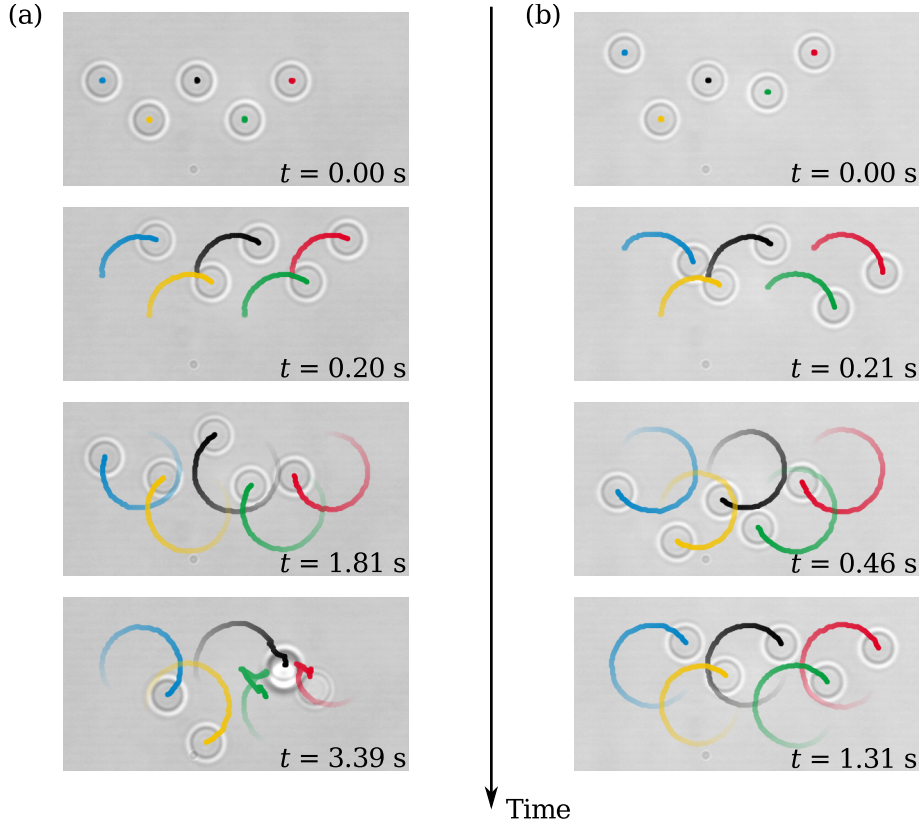 (a)
t = 0.00 s
t = 0.20 s
t = 1.81 s
t = 3.39 s
(b)
t = 0.00 s
t = 0.21 s
t = 0.46 s
t = 1.31 s
Time